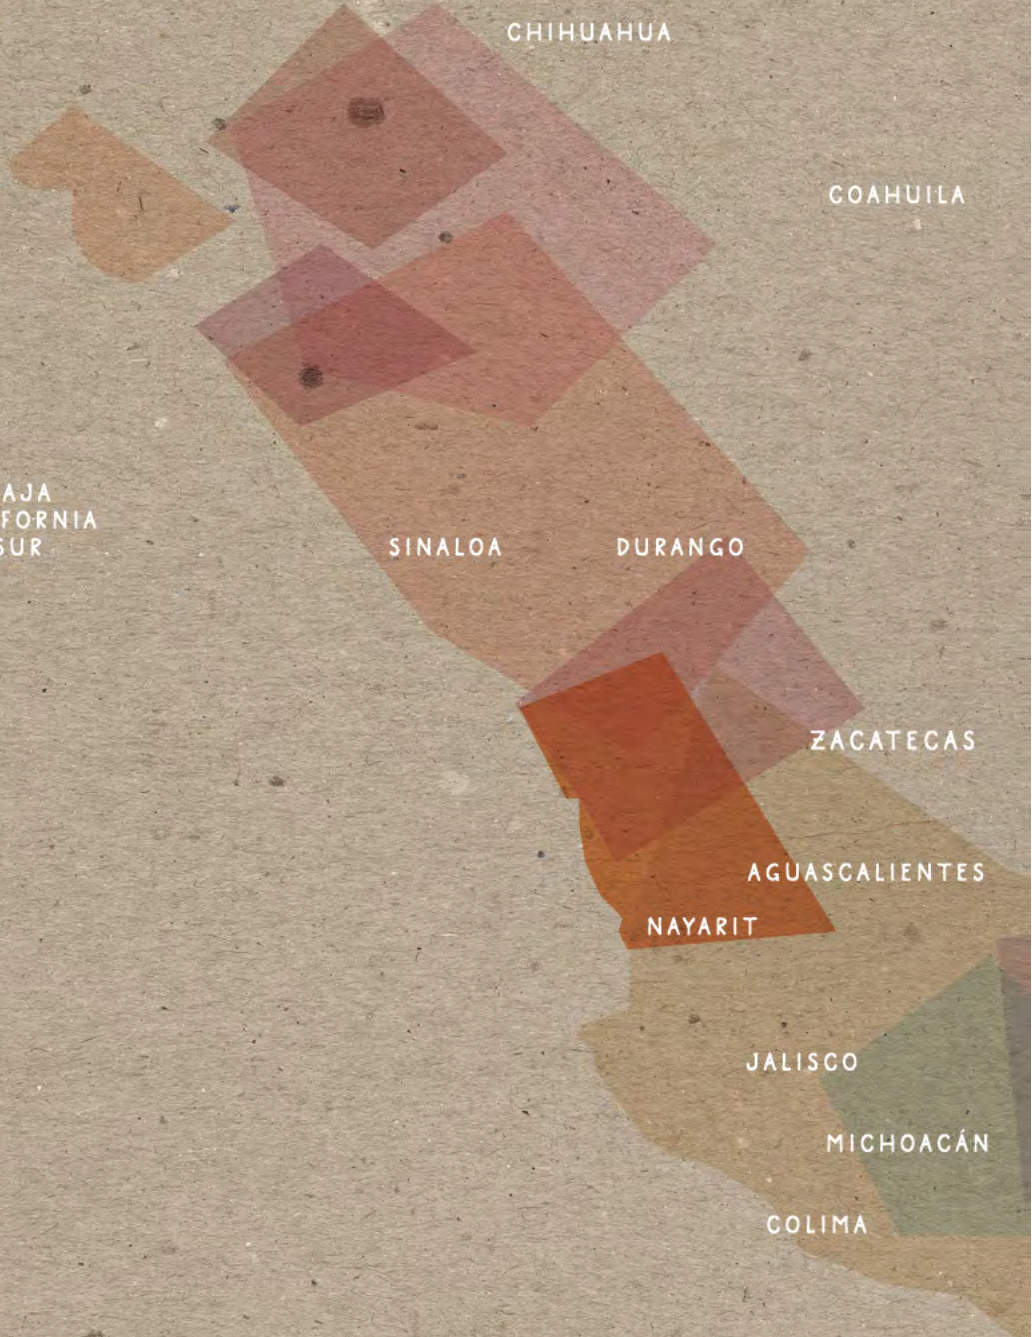 CHIHUAHUA
COAHUILA
AJA
FORNIA
SUR
SINALOA
DURANGO
ZACATECAS
AGUASCALIENTES
NAYARIT
JALISCO
MICHOACÁN
COLIMA